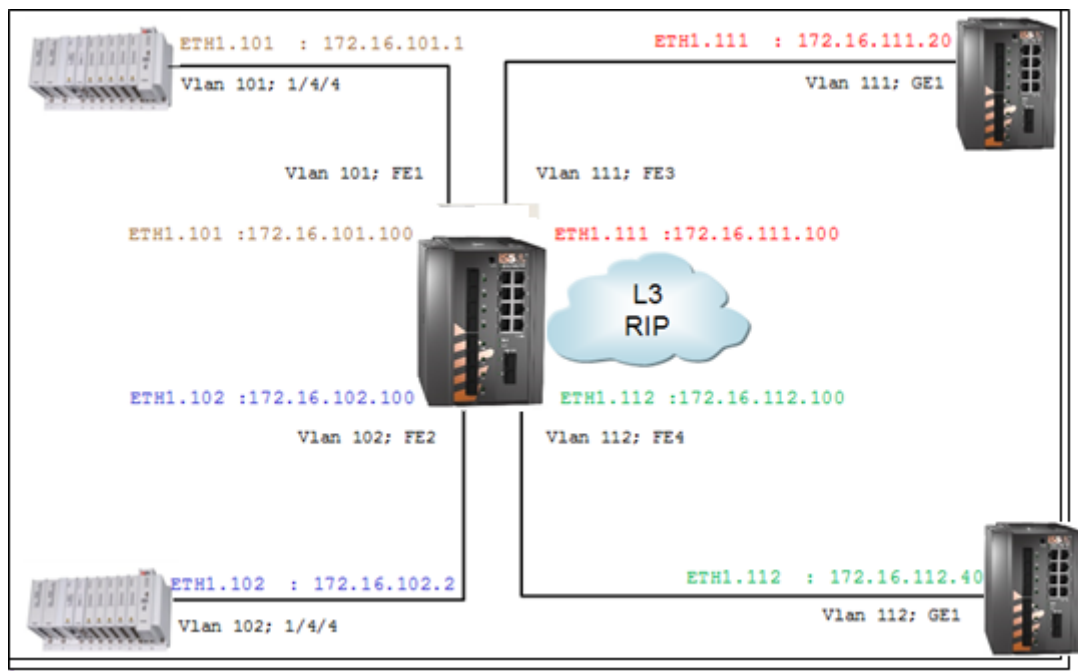 ETH1.101 : 172.16.101.1
Vlan 101; 1/4/4
ETH1.111 : 172.16.111.20
Vlan 111; GE1
Vlan 101; FE1
Vlan 111; FE3
ETH1.101 :172.16.101.100
ETH1.111 :172.16.111.100
L3
RIP
ETH1.102 :172.16.102.100
ETH1.112 :172.16.112.100
Vlan 102; FE2
Vlan 112; FE4
ETH1.102 : 172.16.102.2
Vlan 102; 1/4/4
ETH1.112 : 172.16.112.40
Vlan 112; GE1